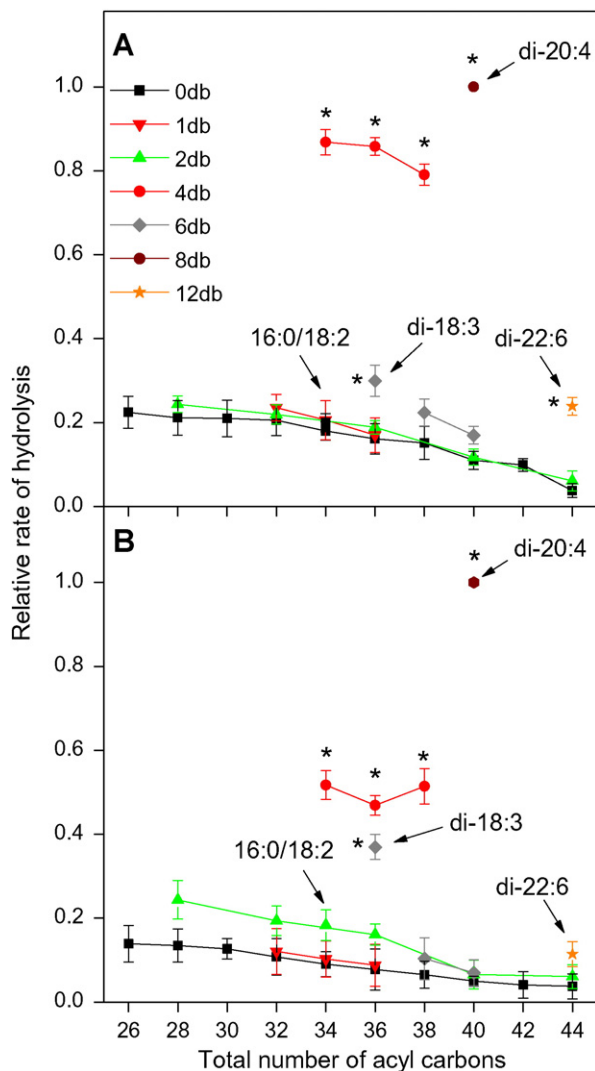 A
*
di-20:4
1.0
0db
1db
2db
4db
6db
8db
12db
* * *
0.8
0.6
0.4
16:0/18:2
di-18:3
*
di-22:6
*
0.2
0.0
Relative rate of hydrolysis
B
*
di-20:4
1.0
0.8
0.6
* * *
0.4
*
di-18:3
16:0/18:2
di-22:6
0.2
0.0
26 28 30 32 34 36 38 40 42 44
Total number of acyl carbons